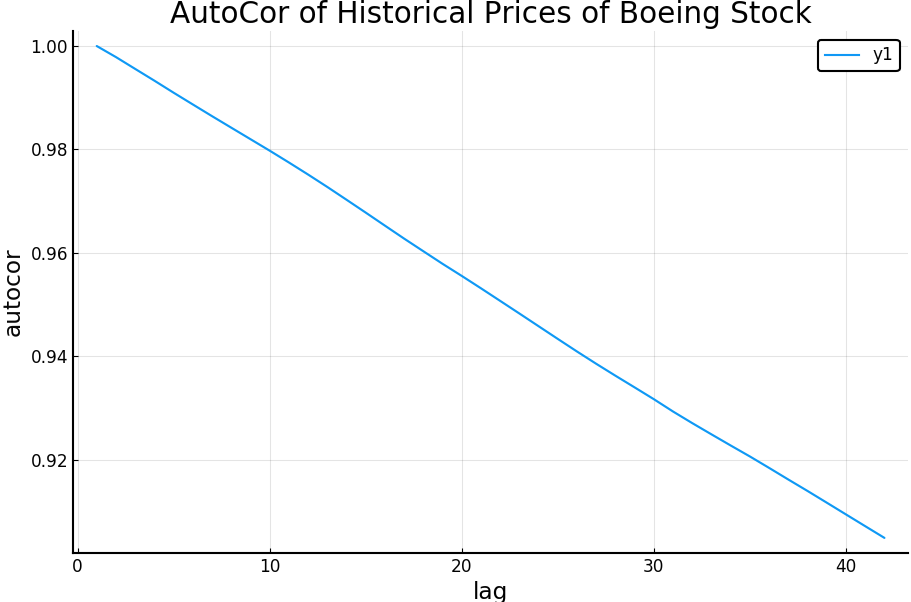 AutoCor of Historical Prices of Boeing Stock
y1
1.00
0.98
0.96
0.94
0.92
autocor
0
10
20
30
40
lag